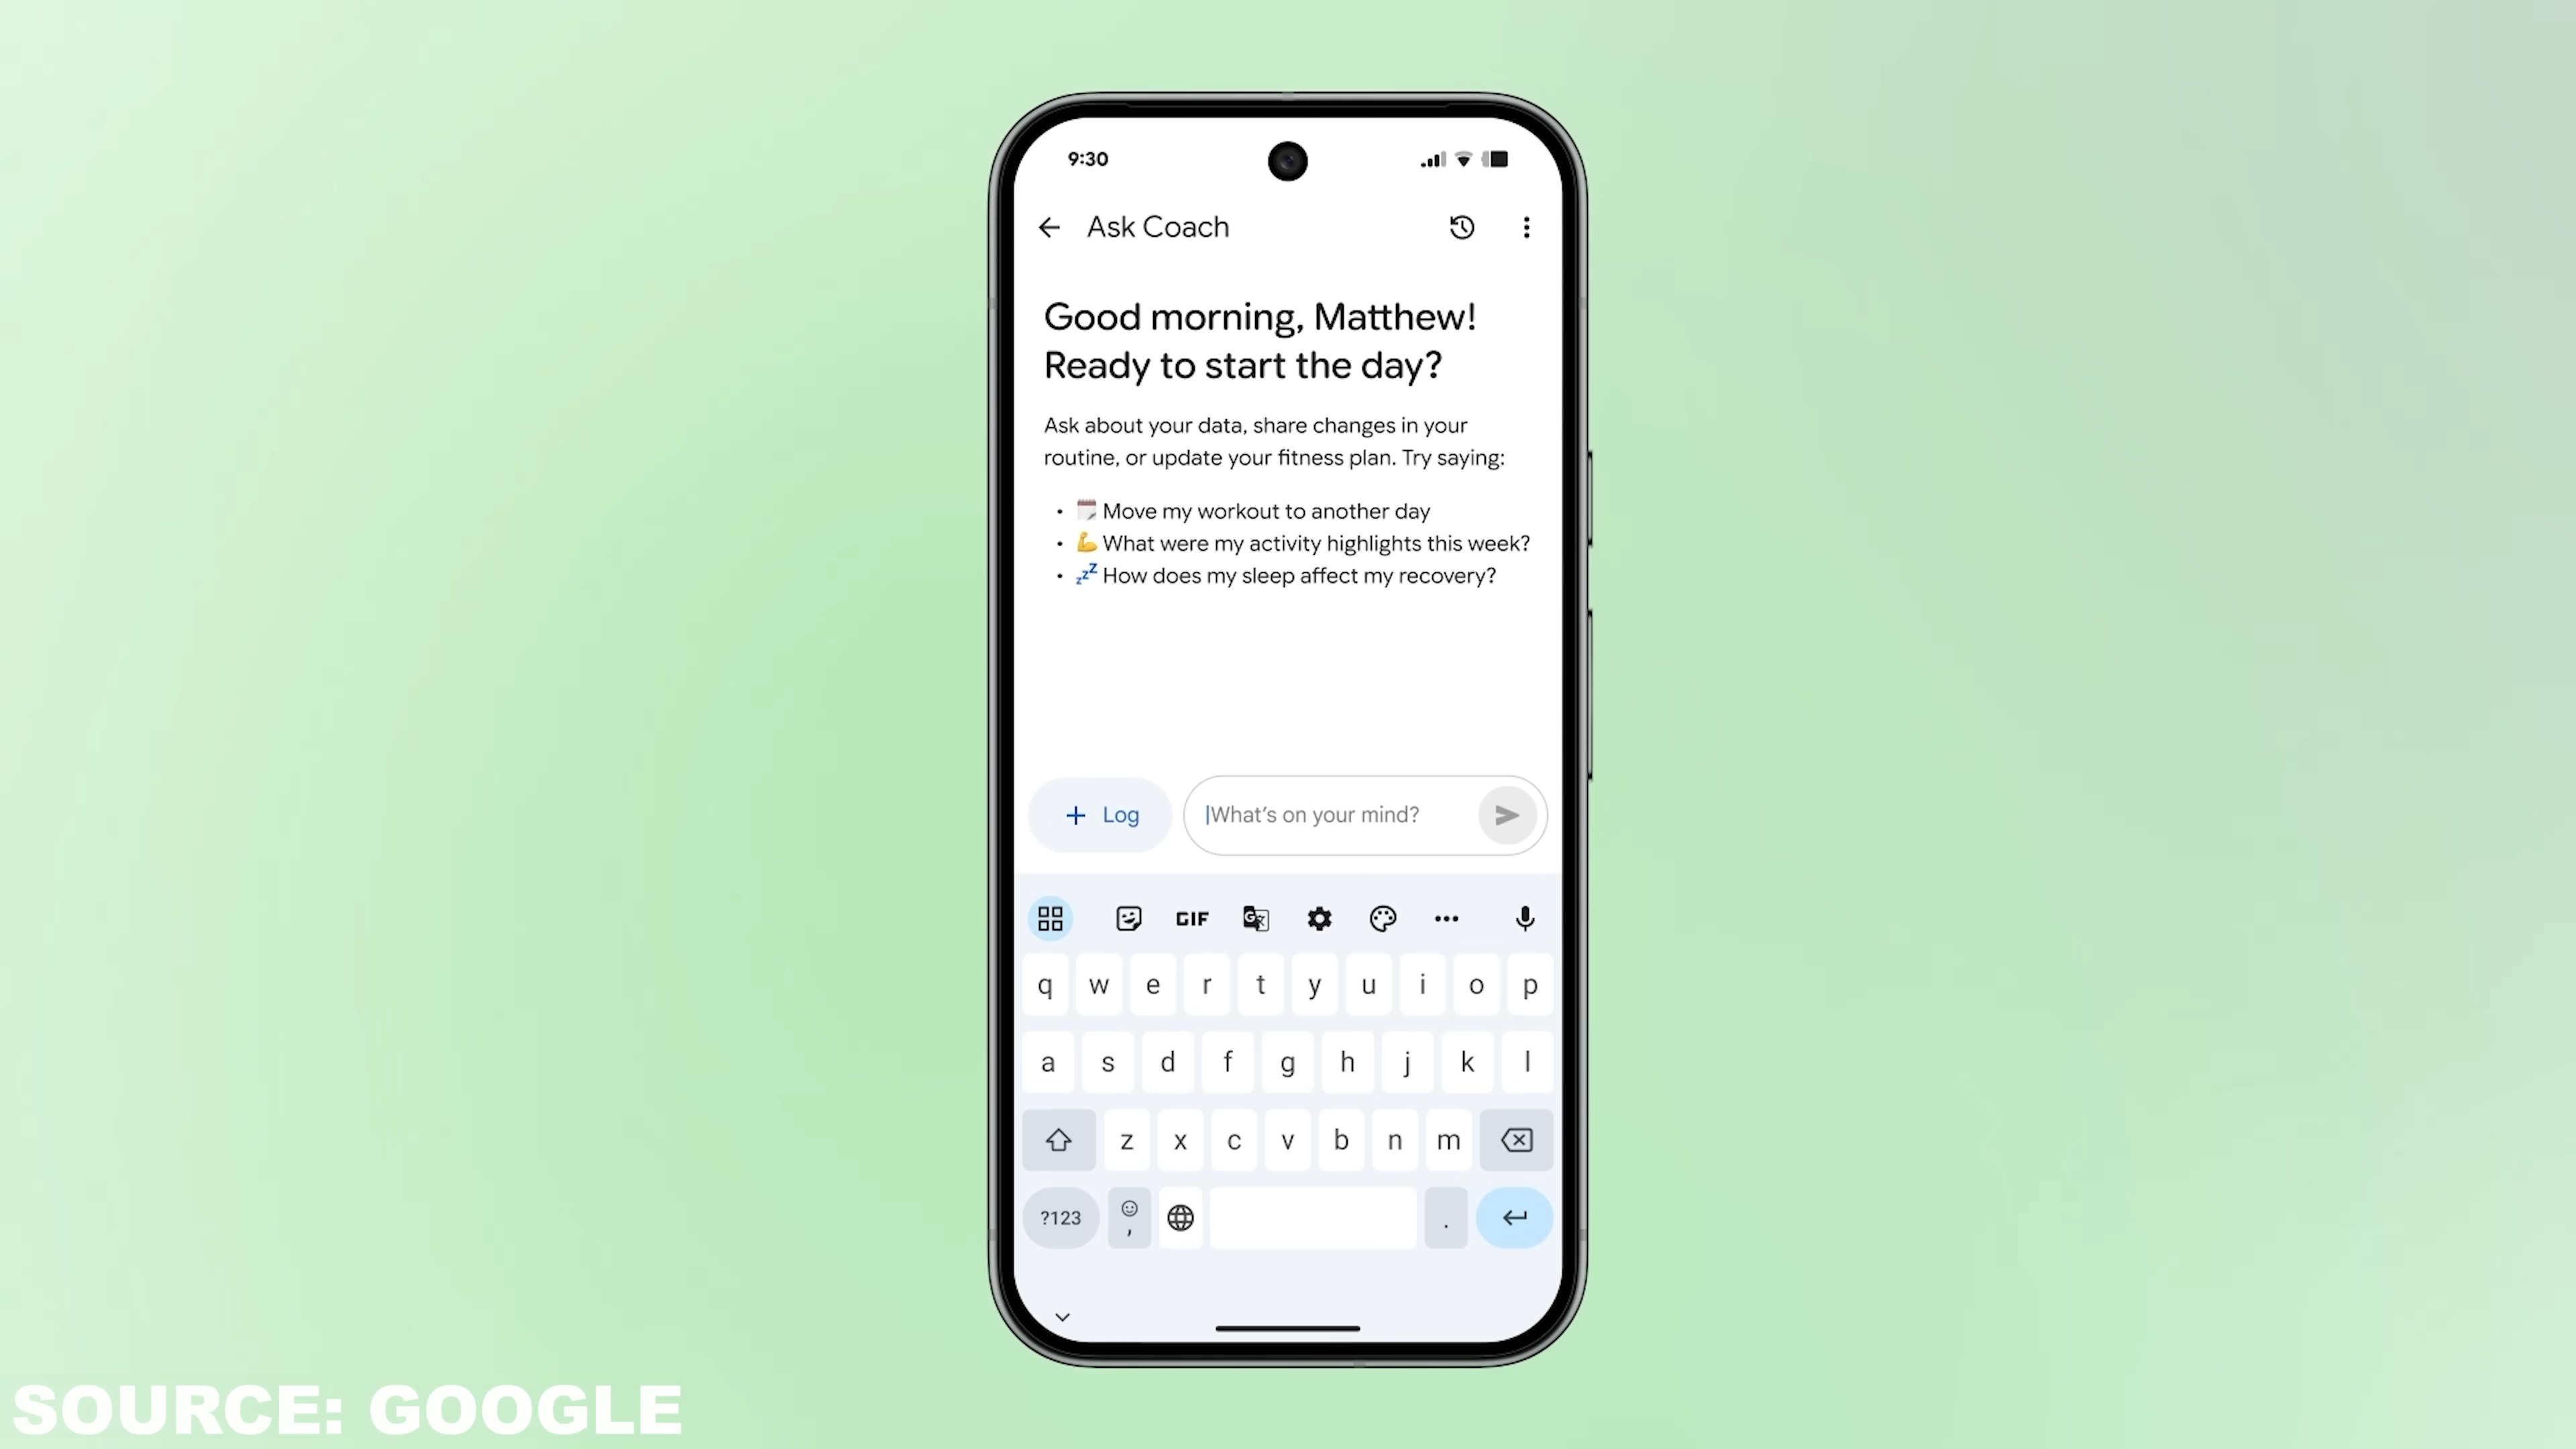 9:30
Ask Coach
Good morning, Matthew!
Ready to start the day?
Ask about your data, share changes in your
routine, or update your fitness plan. Try saying:
• Move my workout to another day
• What were my activity highlights this week?
• How does my sleep affect my recovery?
+ Log
What's on your mind?
GIF
q w e r t y u i o p
a s d f g h j k l
z x c v b n m
?123 , .
SOURCE: GOOGLE